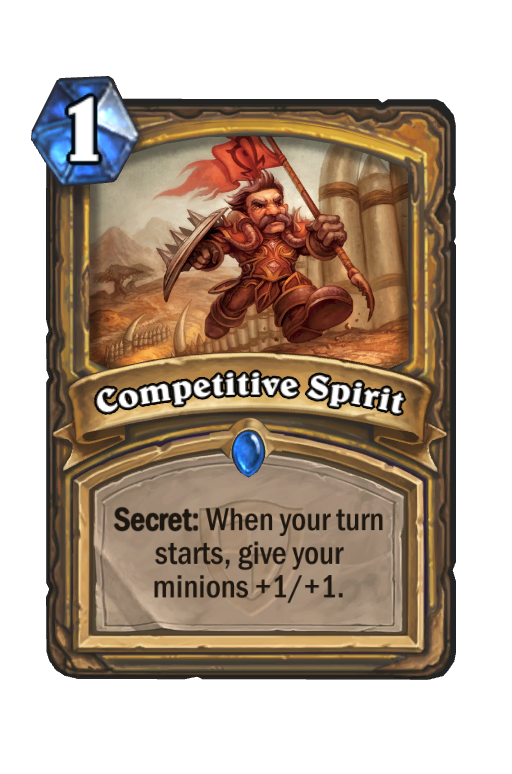 1
Competitive Spirit
Secret: When your turn
starts, give your
minions +1/+1.